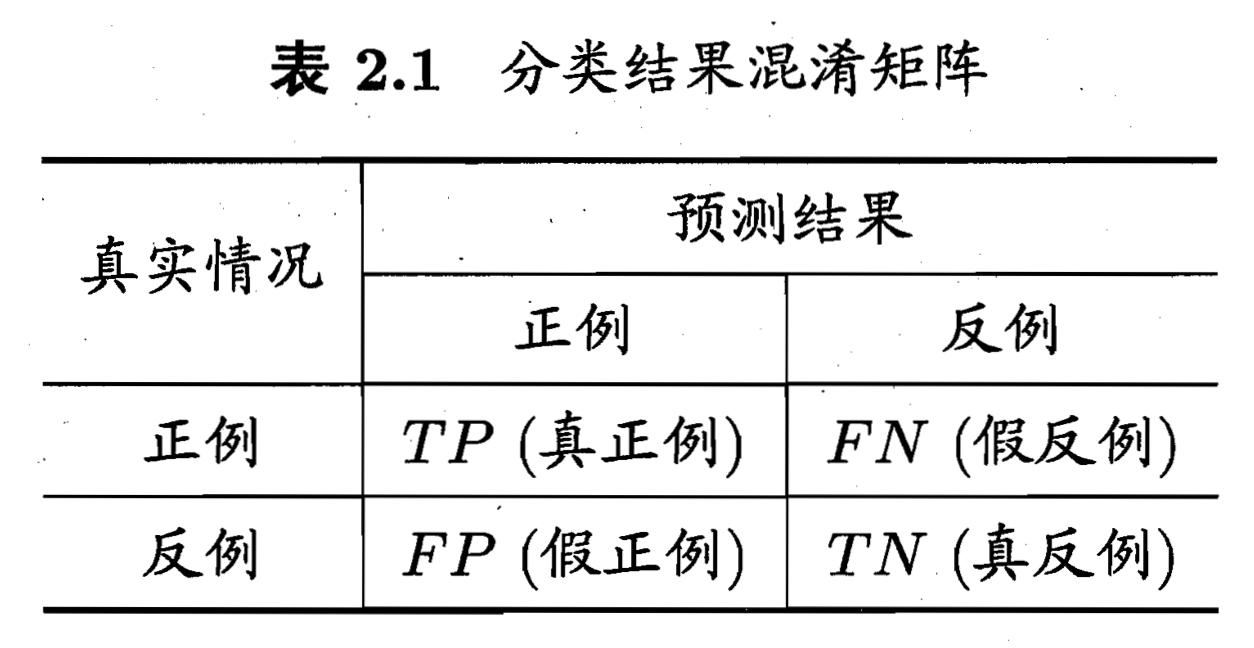 表 2.1 分类结果混淆矩阵
真实情况
预测结果
正例 反例
正例 TP (真正例) FN (假反例)
反例 FP (假正例) TN (真反例)